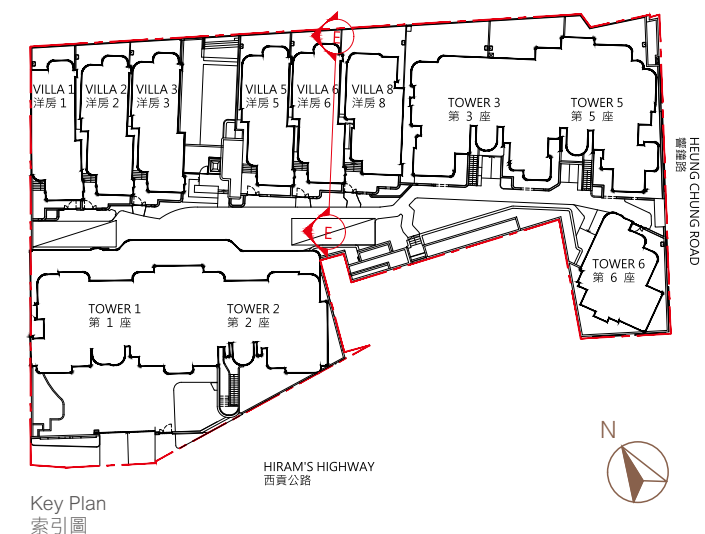 E
VILLA 1
洋房 1
VILLA 2
洋房 2
VILLA 3
洋房 3
VILLA 5
洋房 5
VILLA 6
洋房 6
VILLA 8
洋房 8
TOWER 3
第 3 座
TOWER 5
第 5 座
HEUNG CHUNG ROAD
響鐘路
E
TOWER 6
第 6 座
TOWER 1
第 1 座
TOWER 2
第 2 座
N
HIRAM'S HIGHWAY
西貢公路
Key Plan
索引圖